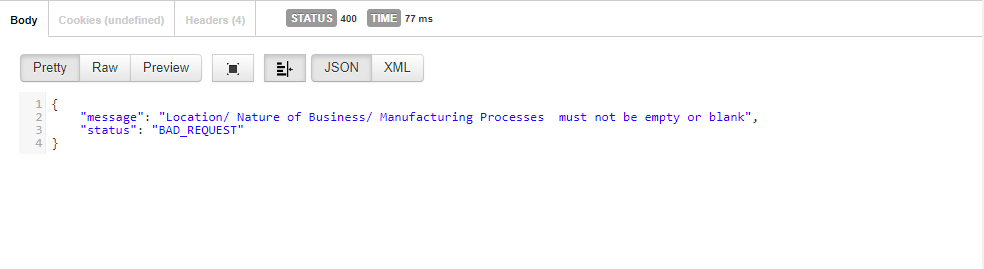 Body Cookies (undefined) Headers (4) STATUS 400 TIME 77 ms
Pretty Raw Preview JSON XML
1 {
2 "message": "Location/ Nature of Business/ Manufacturing Processes  must not be empty or blank",
3 "status": "BAD_REQUEST"
4 }